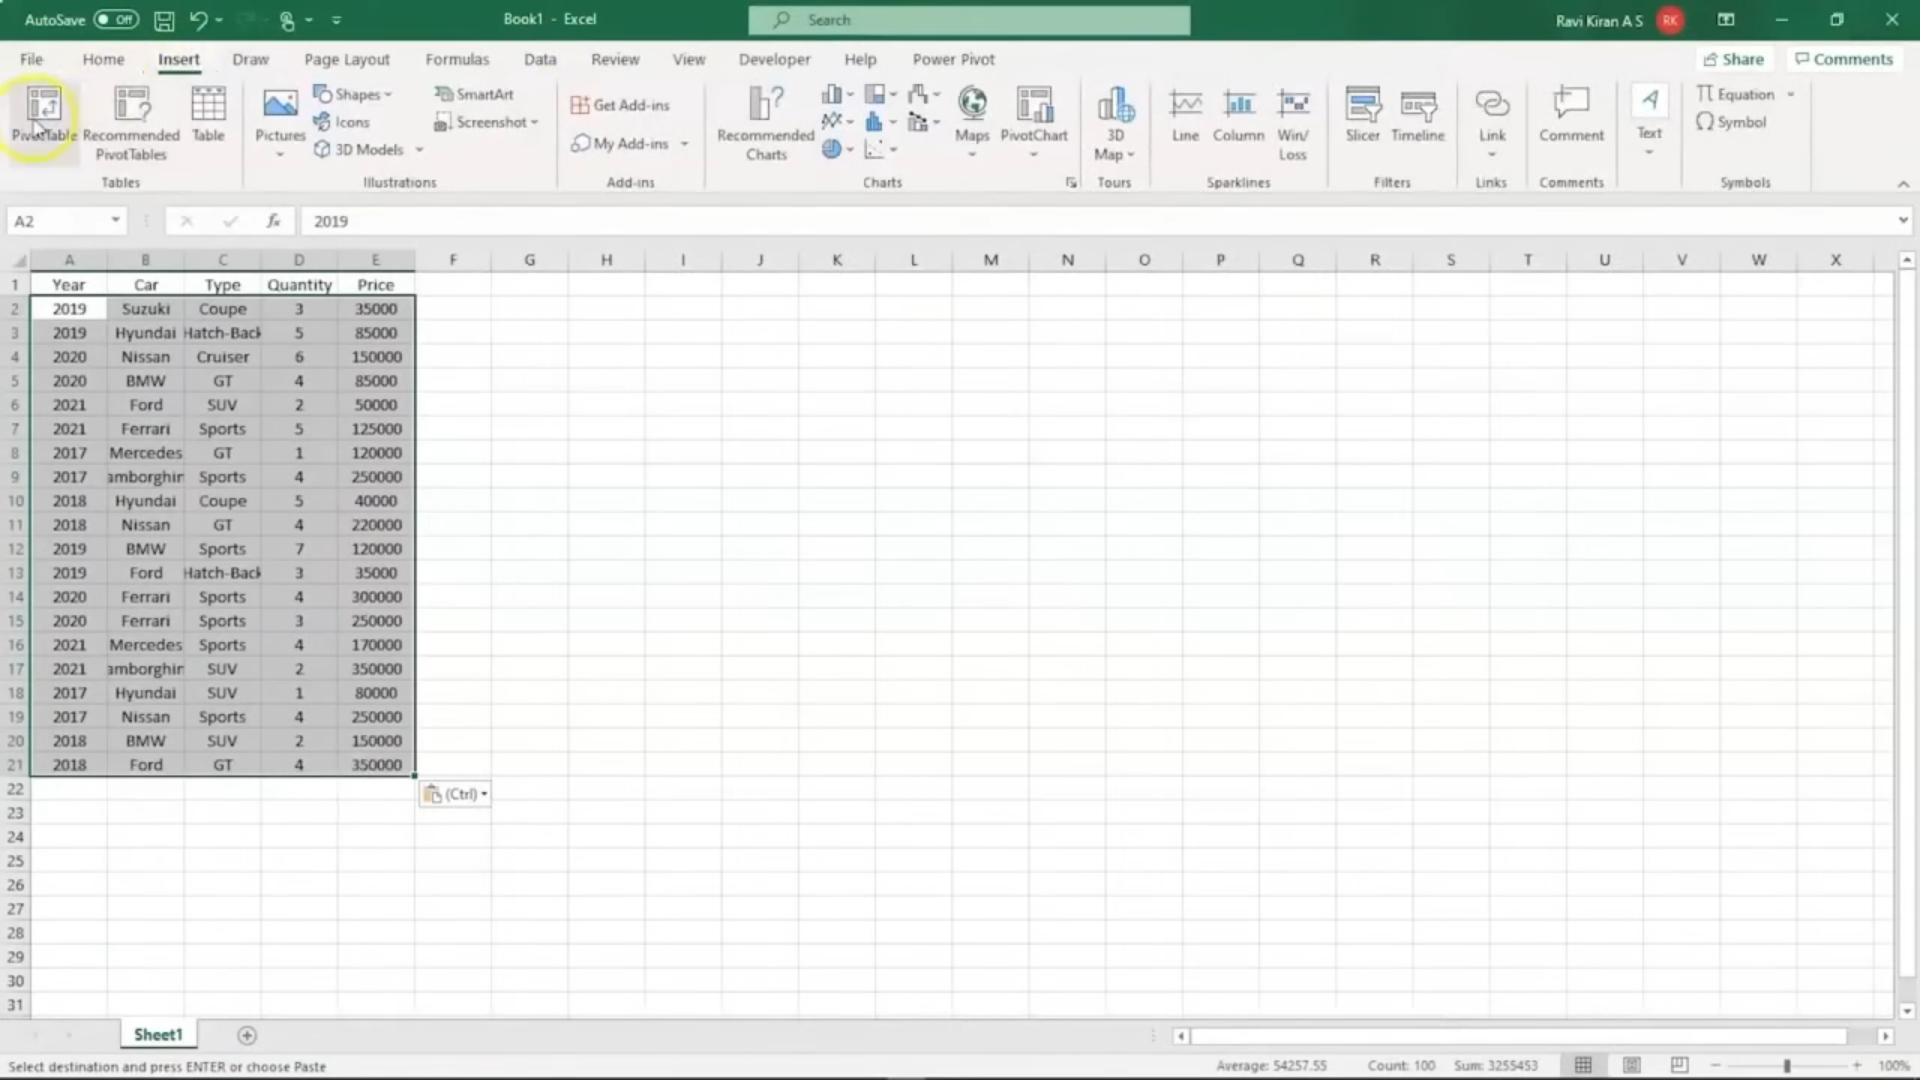 AutoSave Off Book1 - Excel Search Ravi Kiran A S RK
File Home Insert Draw Page Layout Formulas Data Review View Developer Help Power Pivot Share Comments
PivotTable Recommended PivotTables Table
Tables
Pictures Shapes Icons 3D Models SmartArt Screenshot
Illustrations
Get Add-ins
My Add-ins
Add-ins
Recommended Charts Maps PivotChart
Charts
3D Map
Tours
Line Column Win/Loss
Sparklines
Slicer Timeline
Filters
Link
Links
Comment
Comments
Text
Equation
Symbol
Symbols
A2 fx 2019
A B C D E F G H I J K L M N O P Q R S T U V W X
1 Year Car Type Quantity Price
2 2019 Suzuki Coupe 3 35000
3 2019 Hyundai Hatch-Back 5 85000
4 2020 Nissan Cruiser 6 150000
5 2020 BMW GT 4 85000
6 2021 Ford SUV 2 50000
7 2021 Ferrari Sports 5 125000
8 2017 Mercedes GT 1 120000
9 2017 amborghin Sports 4 250000
10 2018 Hyundai Coupe 5 40000
11 2018 Nissan GT 4 220000
12 2019 BMW Sports 7 120000
13 2019 Ford Hatch-Back 3 35000
14 2020 Ferrari Sports 4 300000
15 2020 Ferrari Sports 3 250000
16 2021 Mercedes Sports 4 170000
17 2021 amborghin SUV 2 350000
18 2017 Hyundai SUV 1 80000
19 2017 Nissan Sports 4 250000
20 2018 BMW SUV 2 150000
21 2018 Ford GT 4 350000
22 (Ctrl)
23
24
25
26
27
28
29
30
31
Sheet1
Select destination and press ENTER or choose Paste Average: 54257.55 Count: 100 Sum: 3255453 100%